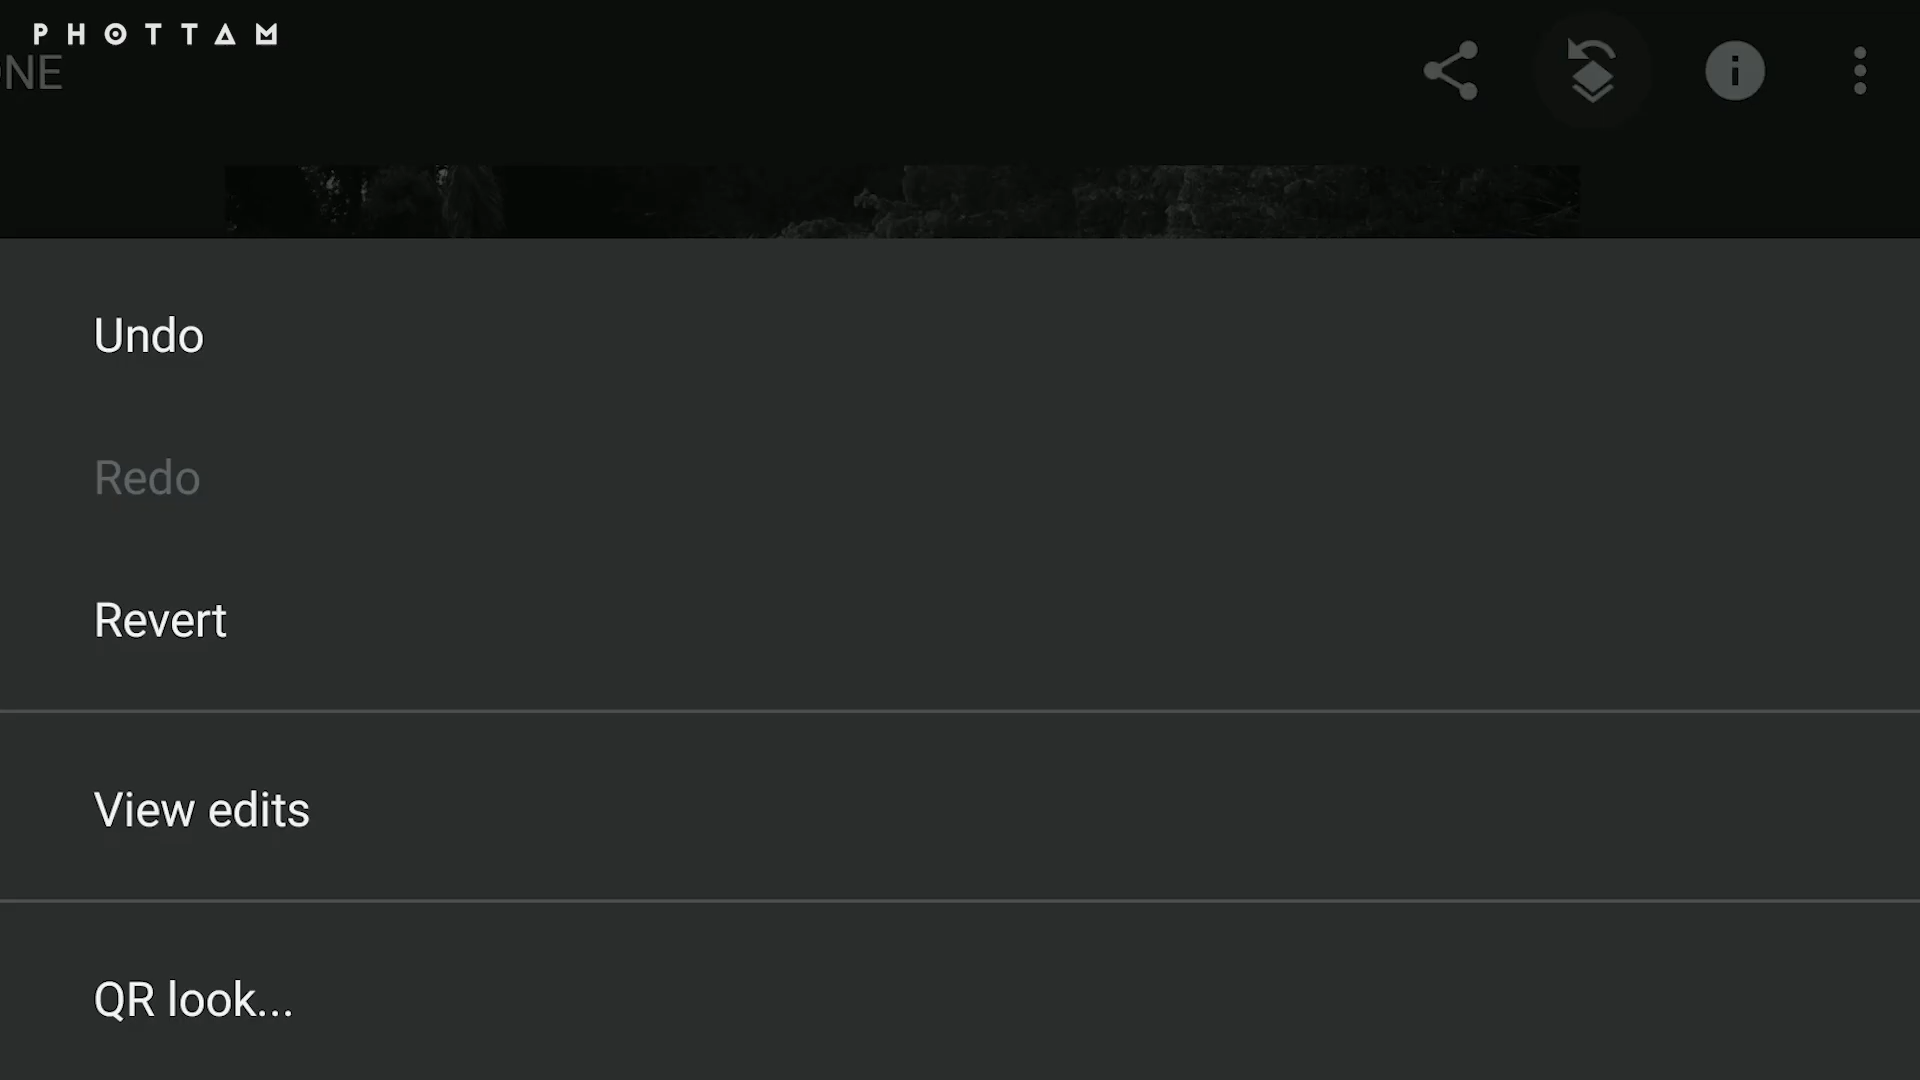 PHOTTAM
NE
Undo
Redo
Revert
View edits
QR look...